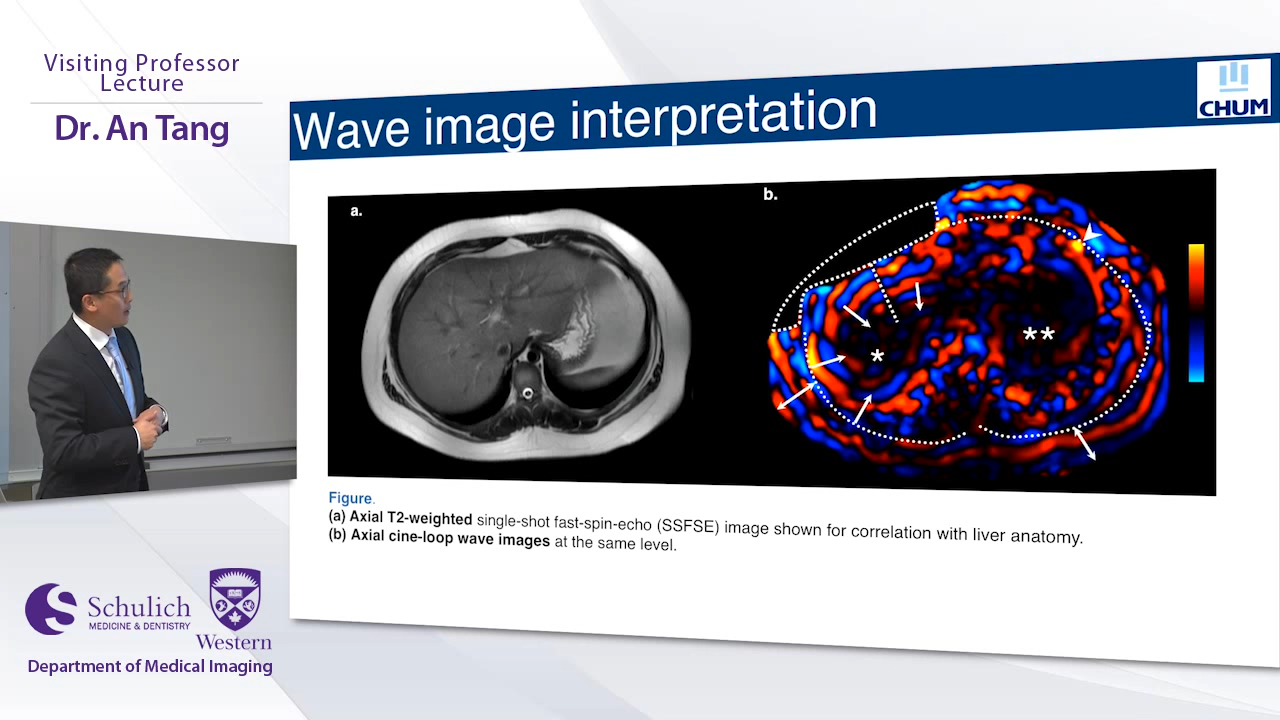 Visiting Professor
Lecture
Dr. An Tang
Wave image interpretation
CHUM
a.
b.
*
**
Figure.
(a) Axial T2-weighted single-shot fast-spin-echo (SSFSE) image shown for correlation with liver anatomy.
(b) Axial cine-loop wave images at the same level.
Schulich
MEDICINE & DENTISTRY
Western
Department of Medical Imaging